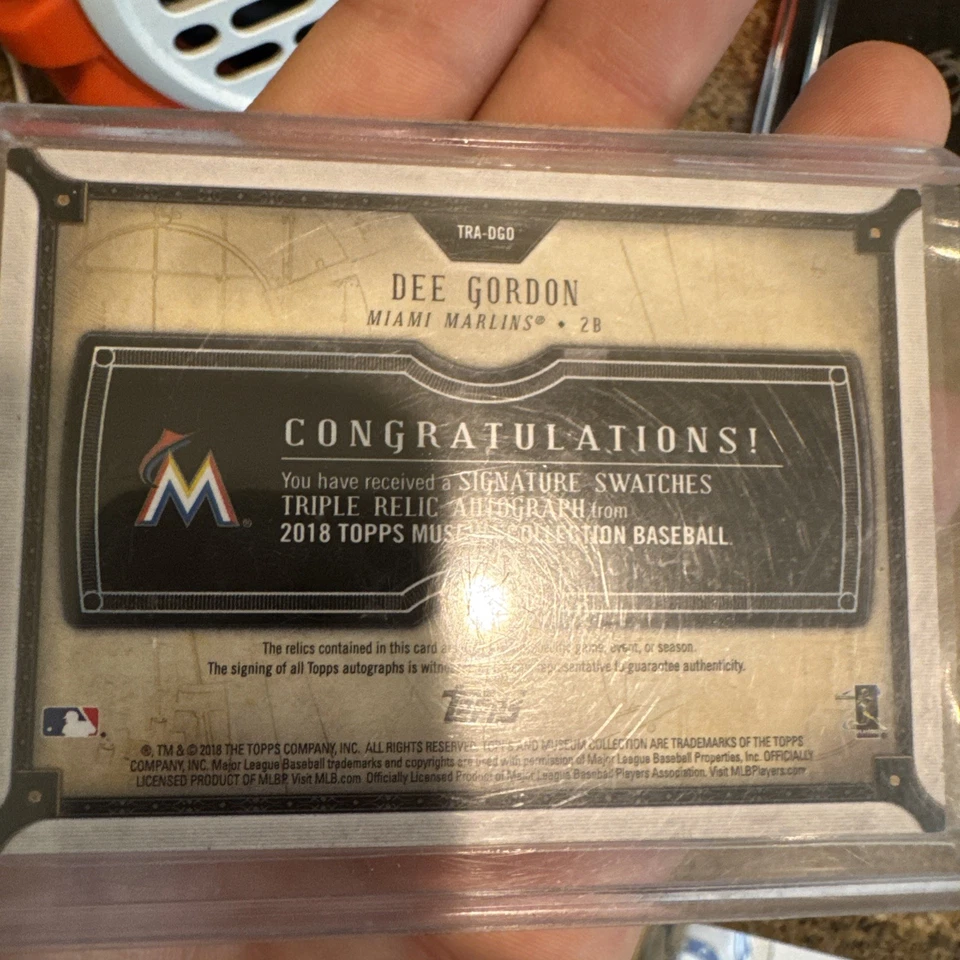 TRA-DGO
DEE GORDON
MIAMI MARLINS® • 2B
CONGRATULATIONS!
You have received a SIGNATURE SWATCHES
TRIPLE RELIC AUTOGRAPH from
2018 TOPPS MUSEUM COLLECTION BASEBALL.
The relics contained in this card are game, event, or season.
The signing of all Topps autographs is witnessed representative to guarantee authenticity.
TOPPS
®, TM & © 2018 THE TOPPS COMPANY, INC. ALL RIGHTS RESERVED. TOPPS AND MUSEUM COLLECTION ARE TRADEMARKS OF THE TOPPS
COMPANY, INC. Major League Baseball trademarks and copyrights are used with permission of Major League Baseball Properties, Inc. OFFICIALLY
LICENSED PRODUCT OF MLBP. Visit MLB.com. Officially Licensed Product of Major League Baseball Players Association. Visit MLBPlayers.com